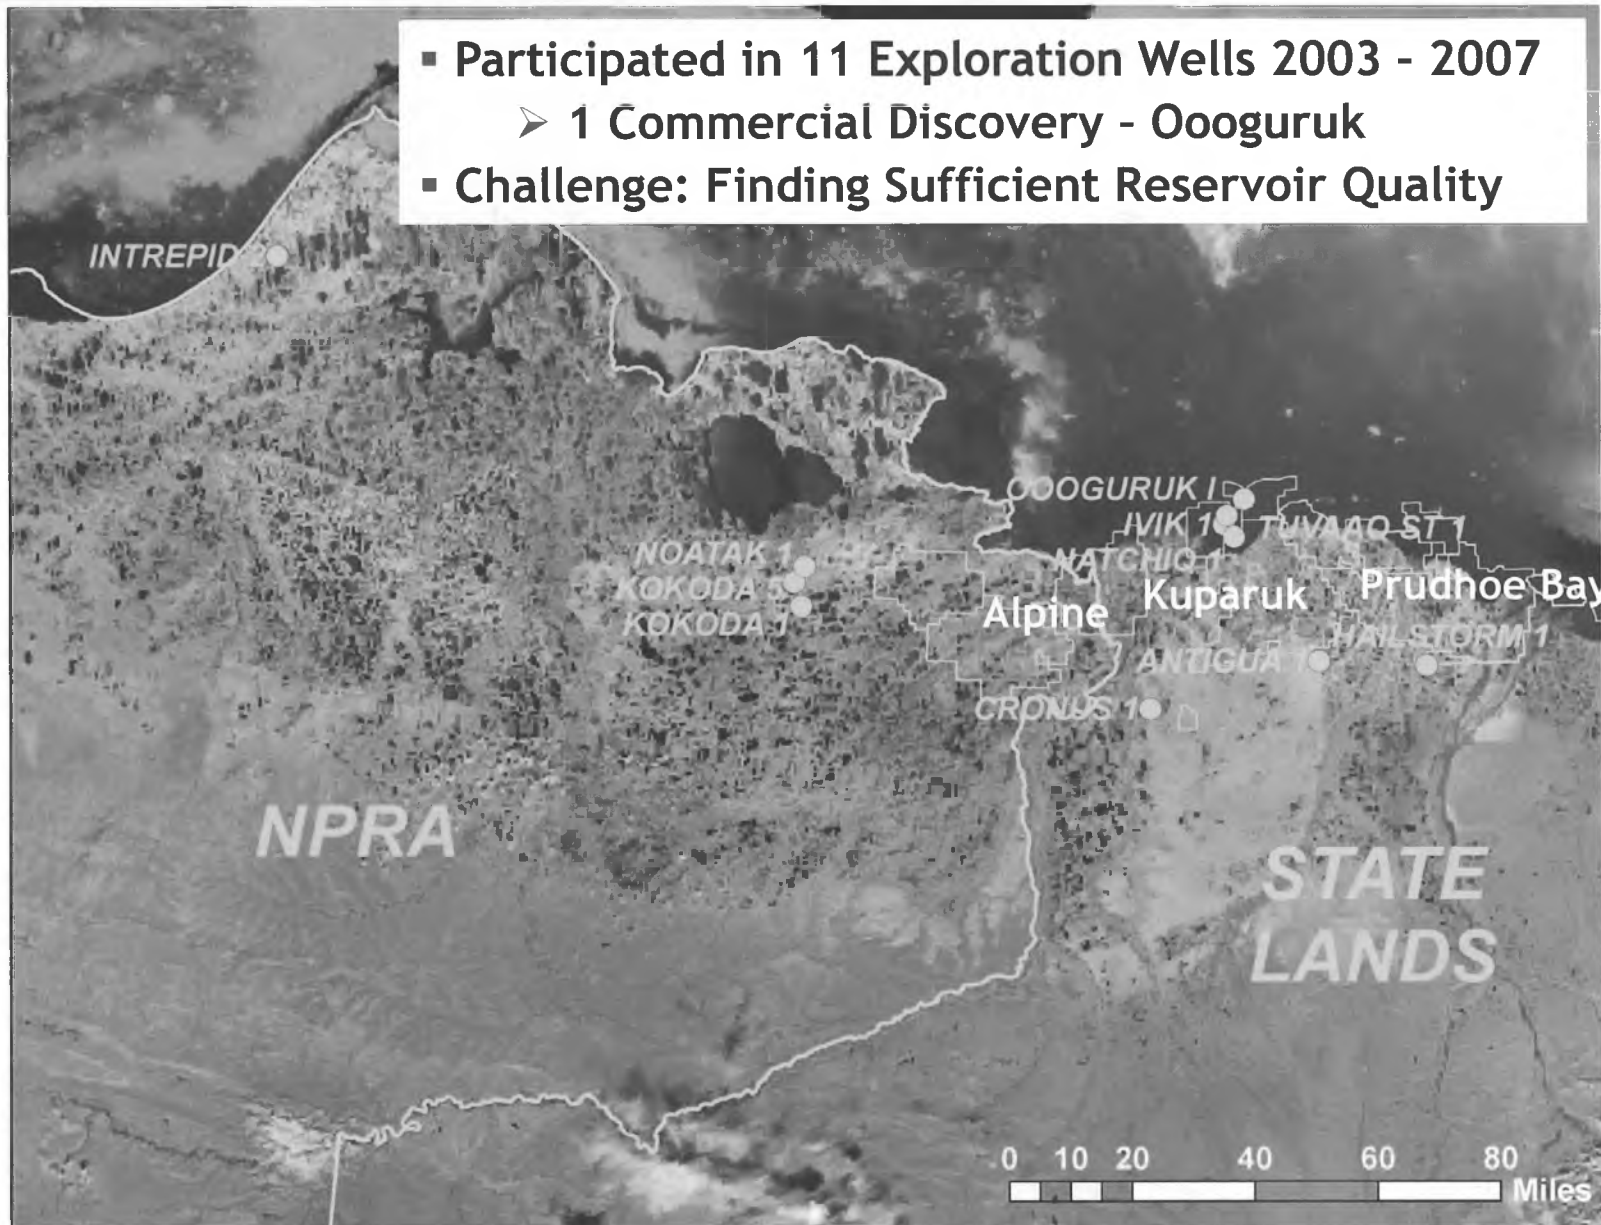 ▪ Participated in 11 Exploration Wells 2003 - 2007
➢ 1 Commercial Discovery - Oooguruk
▪ Challenge: Finding Sufficient Reservoir Quality
INTREPID 2
OOOGURUK I
IVIK 1 TUVAAQ ST 1
NATCHIQ 1
NOATAK 1
KOKODA 5
KOKODA 1
Alpine Kuparuk Prudhoe Bay
HAILSTORM 1
ANTIGUA 1
CRONUS 1
NPRA
STATE
LANDS
0 10 20 40 60 80
Miles